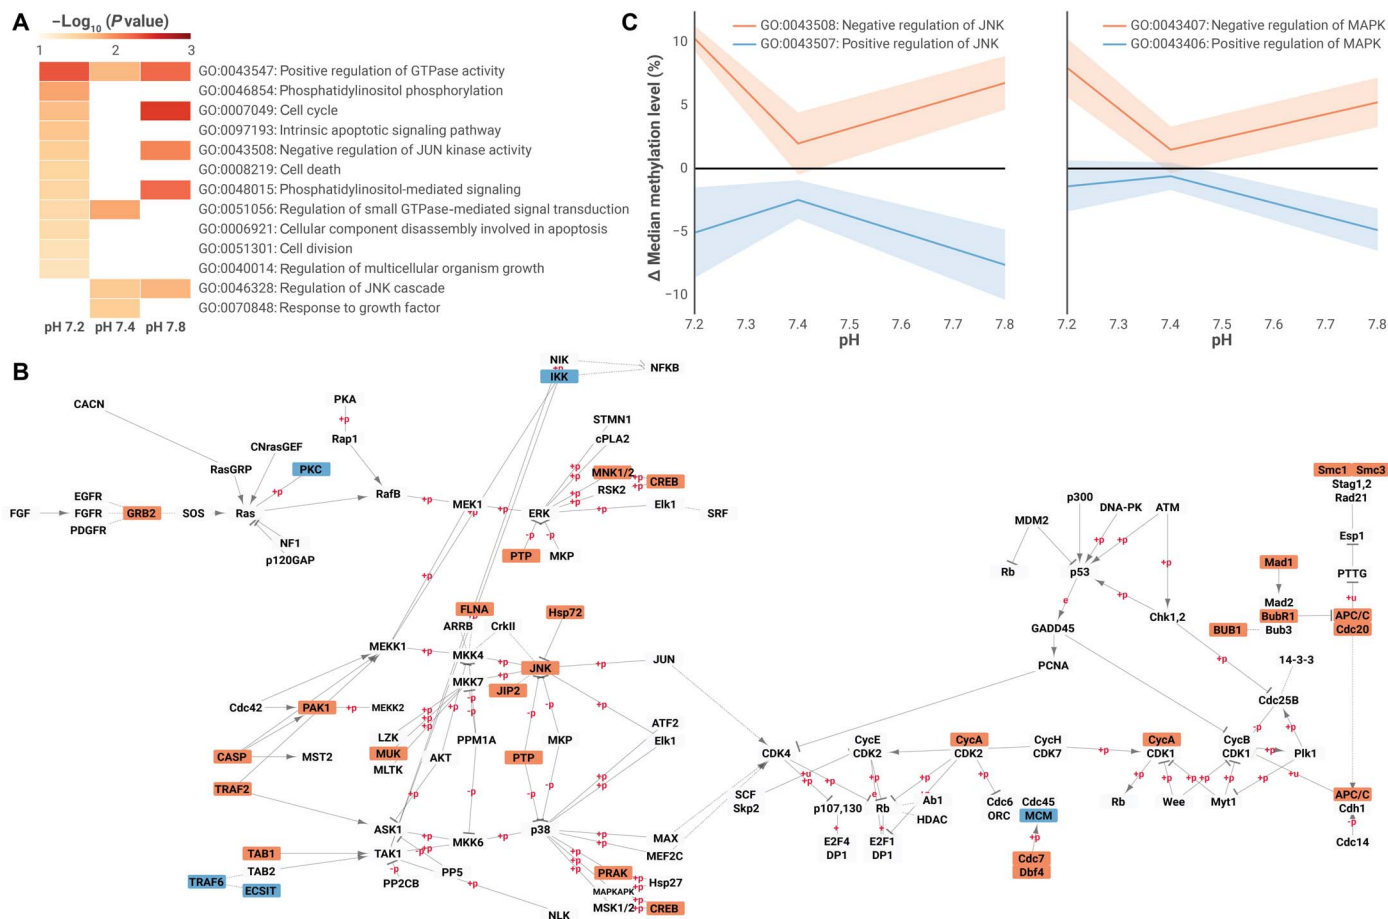 A
−Log10 (P value)
1 2 3
GO:0043547: Positive regulation of GTPase activity
GO:0046854: Phosphatidylinositol phosphorylation
GO:0007049: Cell cycle
GO:0097193: Intrinsic apoptotic signaling pathway
GO:0043508: Negative regulation of JUN kinase activity
GO:0008219: Cell death
GO:0048015: Phosphatidylinositol-mediated signaling
GO:0051056: Regulation of small GTPase-mediated signal transduction
GO:0006921: Cellular component disassembly involved in apoptosis
GO:0051301: Cell division
GO:0040014: Regulation of multicellular organism growth
GO:0046328: Regulation of JNK cascade
GO:0070848: Response to growth factor
pH 7.2 pH 7.4 pH 7.8
C
Δ Median methylation level (%)
10
5
0
−5
−10
GO:0043508: Negative regulation of JNK
GO:0043507: Positive regulation of JNK
7.2 7.3 7.4 7.5 7.6 7.7 7.8
pH
GO:0043407: Negative regulation of MAPK
GO:0043406: Positive regulation of MAPK
7.2 7.3 7.4 7.5 7.6 7.7 7.8
pH
B
NIK
+p
IKK
NFKB
CACN
PKA
+p
Rap1
CNrasGEF
RasGRP
PKC
+p
EGFR
FGF
FGFR
PDGFR
GRB2
SOS
Ras
NF1
p120GAP
RafB
+p
MEK1
+p
+p
ERK
STMN1
cPLA2
+p
+p
MNK1/2
+p
CREB
RSK2
+p
+p
+p
Elk1
SRF
-p
-p
PTP
MKP
+p
+p
FLNA
Hsp72
ARRB
CrkII
MEKK1
+p
MKK4
+p
JNK
+p
JUN
MKK7
+p
JIP2
Cdc42
PAK1
+p
MEKK2
+p
+p
+p
-p
-p
-p
+p
LZK
MUK
MLTK
PPM1A
AKT
PTP
MKP
ATF2
Elk1
CASP
MST2
TRAF2
+p
-p
-p
-p
+p
+p
ASK1
+p
MKK6
+p
p38
TAK1
+p
TAB1
TAB2
TRAF6
ECSIT
-p
PP2CB
PP5
+p
NLK
+p
+p
MAX
MEF2C
+p
+p
+p
PRAK
+p
Hsp27
MAPKAPK
+p
MSK1/2
+p
CREB
p300
DNA-PK
ATM
MDM2
+p
+p
+p
Rb
p53
e
+p
Chk1,2
GADD45
PCNA
+p
Smc1 Smc3
Stag1,2
Rad21
Esp1
Mad1
PTTG
+u
Mad2
BubR1
Bub3
BUB1
APC/C
Cdc20
14-3-3
Cdc25B
-p
+p
CycE
CDK2
CDK4
CycA
CDK2
CycH
CDK7
+p
CycA
CDK1
CycB
CDK1
+p
Plk1
+u
+p
+p
SCF
Skp2
+p
e
p107,130
Rb
Ab1
HDAC
+
E2F4
DP1
+
E2F1
DP1
+p
Cdc6
ORC
Cdc45
MCM
+p
Cdc7
Dbf4
+p
Rb
+p
+p
+p
+p
+p
Wee
Myt1
+u
+p
APC/C
Cdh1
-p
Cdc14